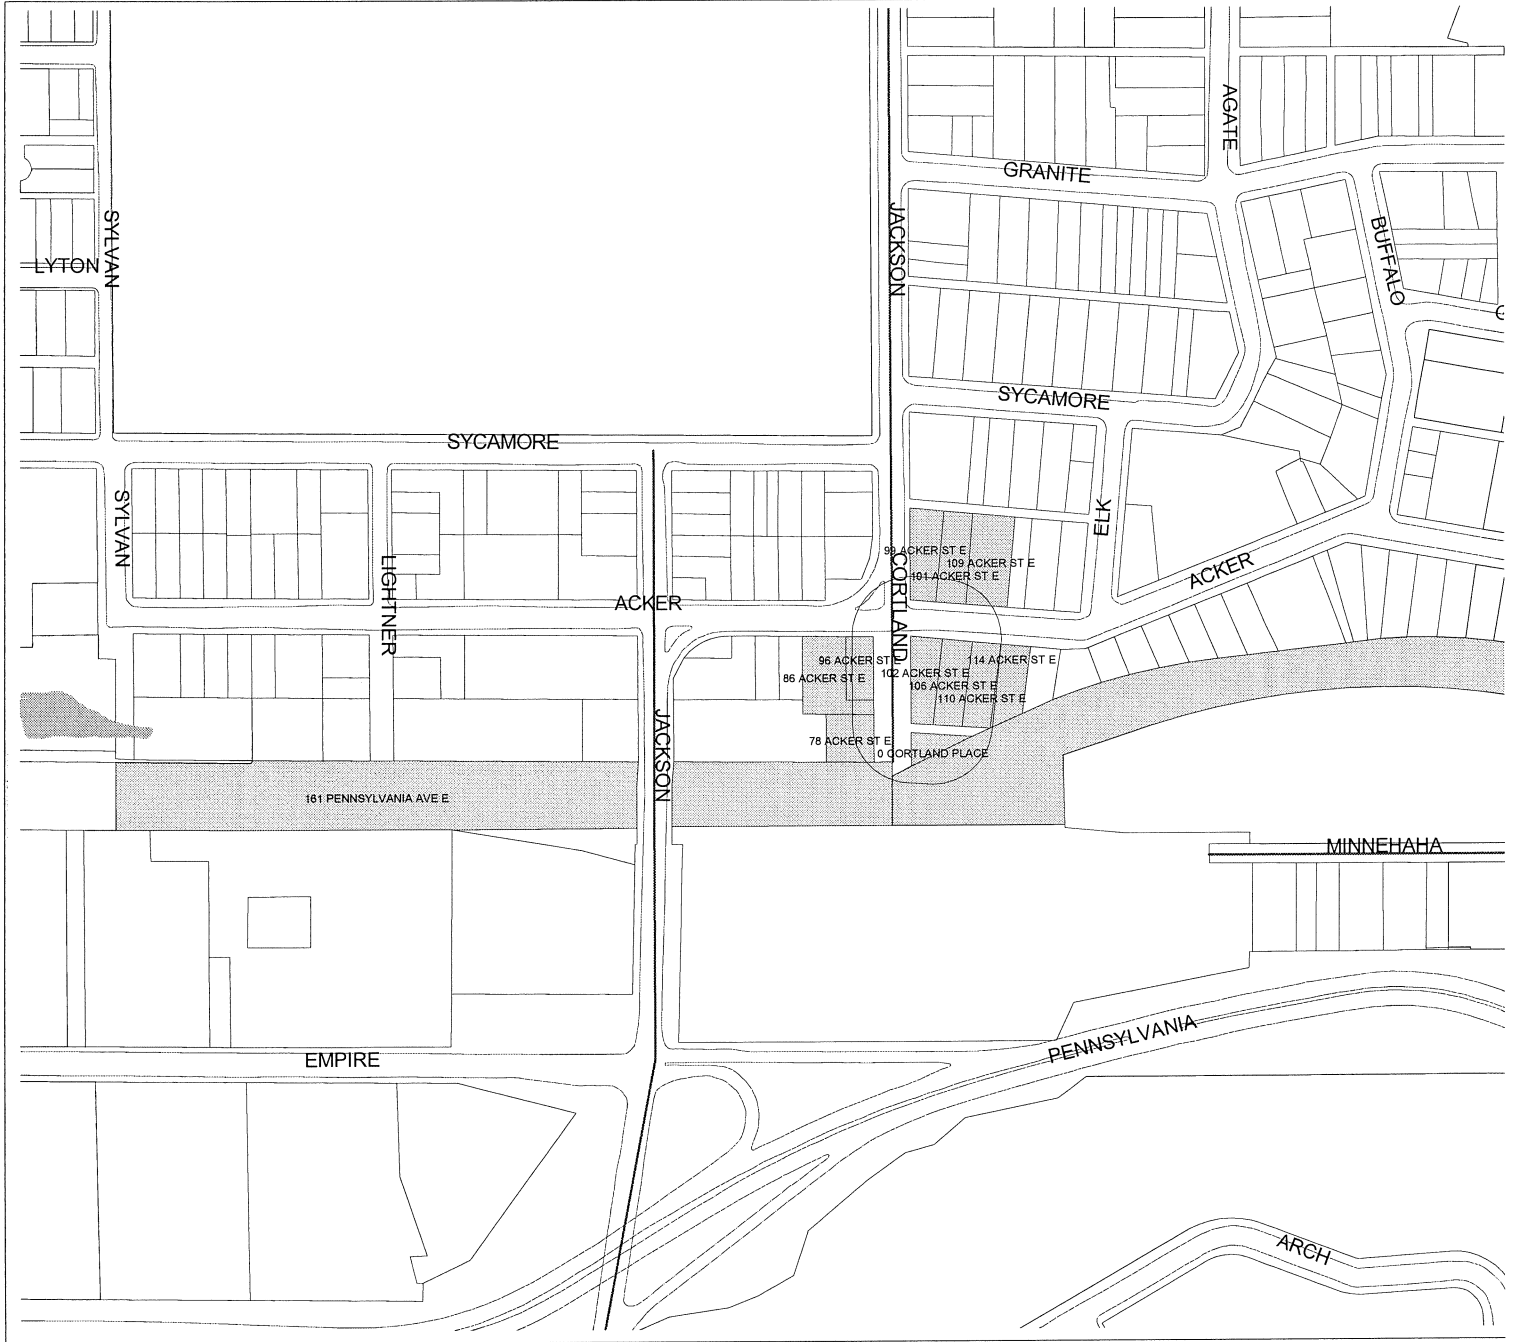 AGATE
GRANITE
JACKSON
BUFFALO
SYLVAN
LYTON
SYCAMORE
SYCAMORE
SYLVAN
ELK
99 ACKER ST E
109 ACKER ST E
101 ACKER ST E
CORTLAND
LIGHTNER
ACKER
ACKER
96 ACKER ST E
114 ACKER ST E
86 ACKER ST E
102 ACKER ST E
106 ACKER ST E
110 ACKER ST E
JACKSON
78 ACKER ST E
0 CORTLAND PLACE
161 PENNSYLVANIA AVE E
MINNEHAHA
PENNSYLVANIA
EMPIRE
ARCH